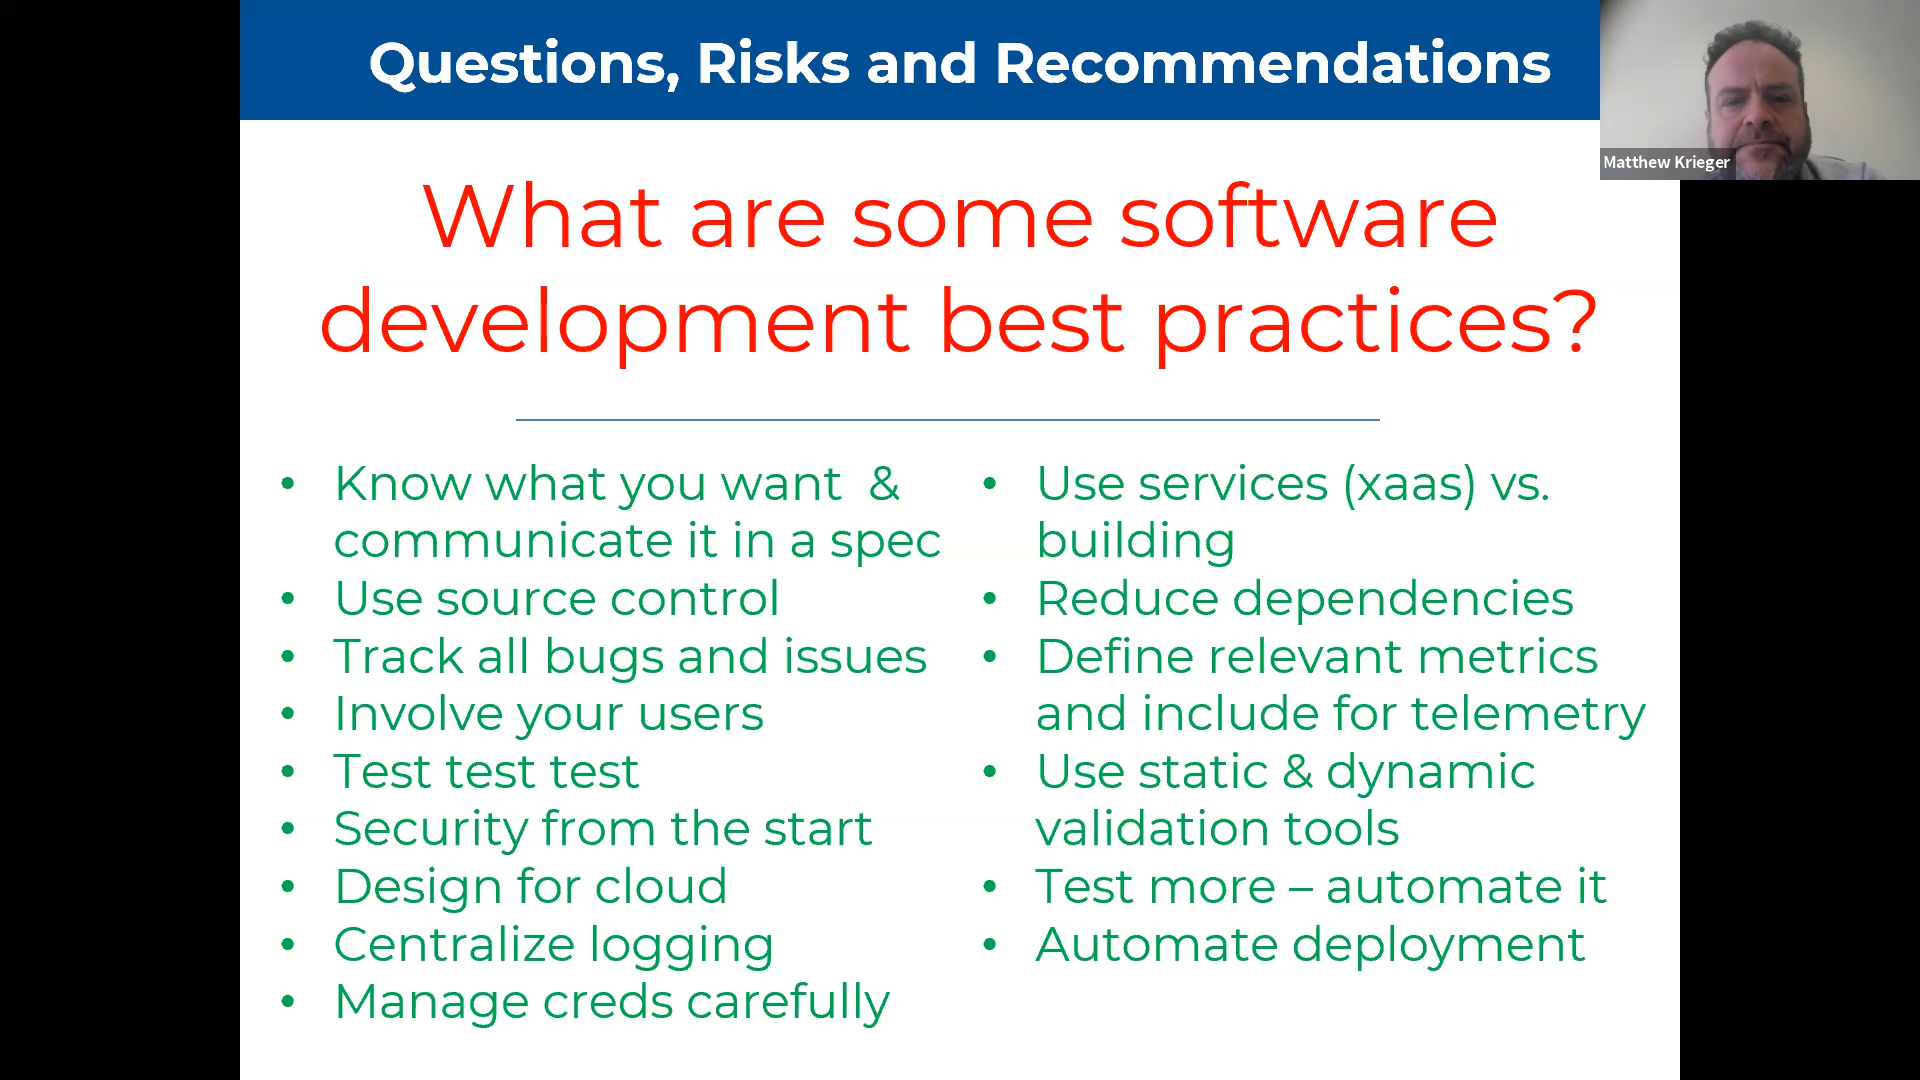 Questions, Risks and Recommendations
Matthew Krieger
What are some software
development best practices?
• Know what you want & 
communicate it in a spec
• Use source control
• Track all bugs and issues
• Involve your users
• Test test test
• Security from the start
• Design for cloud
• Centralize logging
• Manage creds carefully
• Use services (xaas) vs.
building
• Reduce dependencies
• Define relevant metrics
and include for telemetry
• Use static & dynamic
validation tools
• Test more – automate it
• Automate deployment